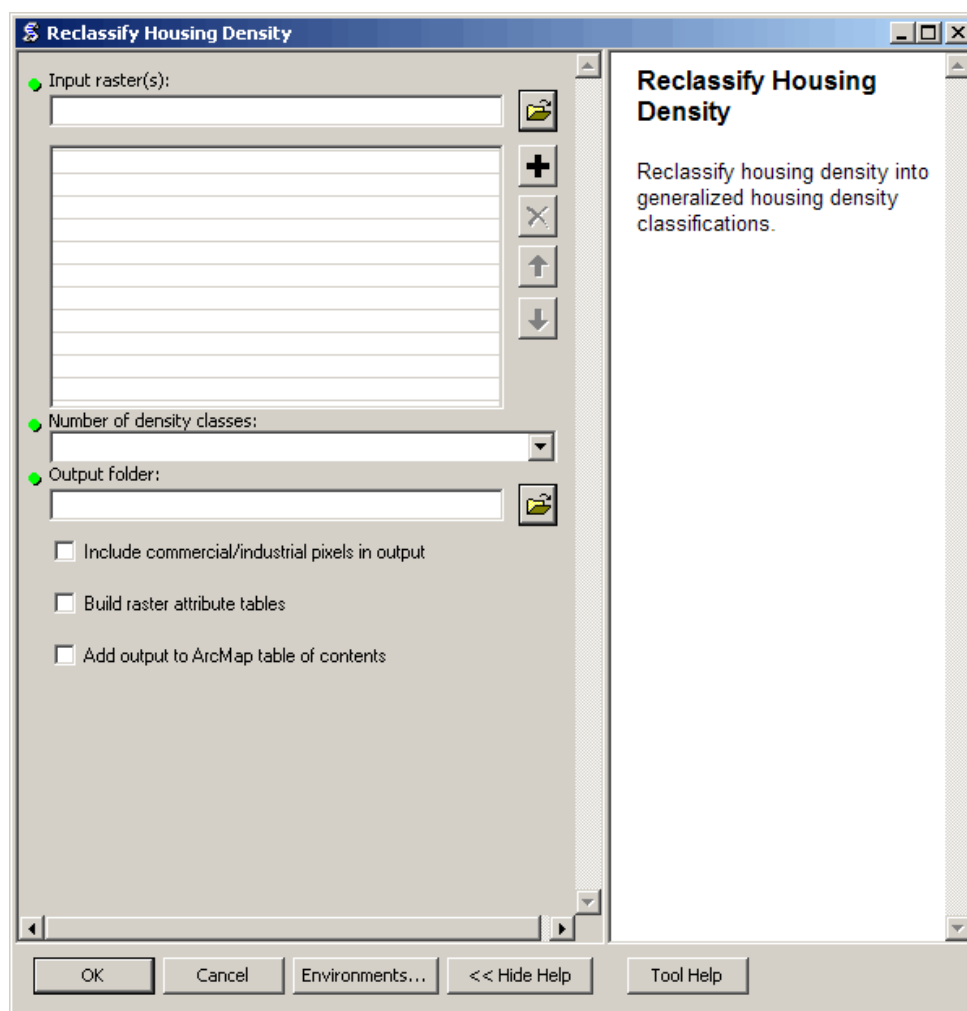 Reclassify Housing Density
Input raster(s):
Number of density classes:
Output folder:
Include commercial/industrial pixels in output
Build raster attribute tables
Add output to ArcMap table of contents
Reclassify Housing
Density
Reclassify housing density into
generalized housing density
classifications.
OK
Cancel
Environments...
<< Hide Help
Tool Help